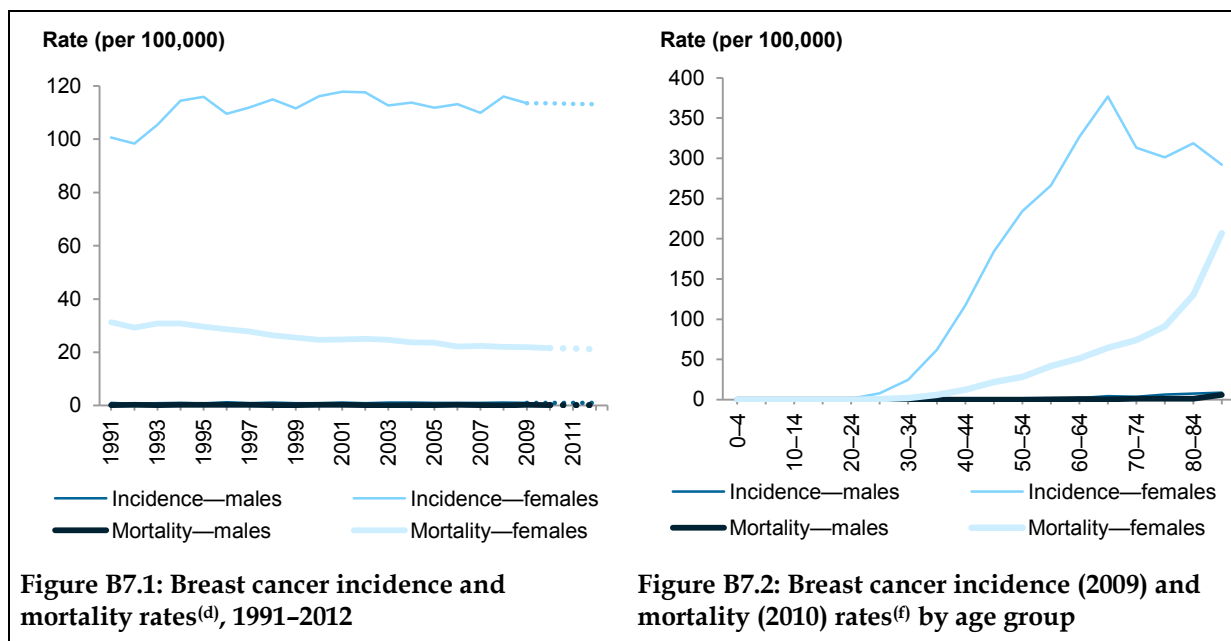 Rate (per 100,000)
120
100
80
60
40
20
0
1991
1993
1995
1997
1999
2001
2003
2005
2007
2009
2011
Incidence—males
Incidence—females
Mortality—males
Mortality—females
Figure B7.1: Breast cancer incidence and
mortality rates(d), 1991–2012
Rate (per 100,000)
400
350
300
250
200
150
100
50
0
0–4
10–14
20–24
30–34
40–44
50–54
60–64
70–74
80–84
Incidence—males
Incidence—females
Mortality—males
Mortality—females
Figure B7.2: Breast cancer incidence (2009) and
mortality (2010) rates(f) by age group